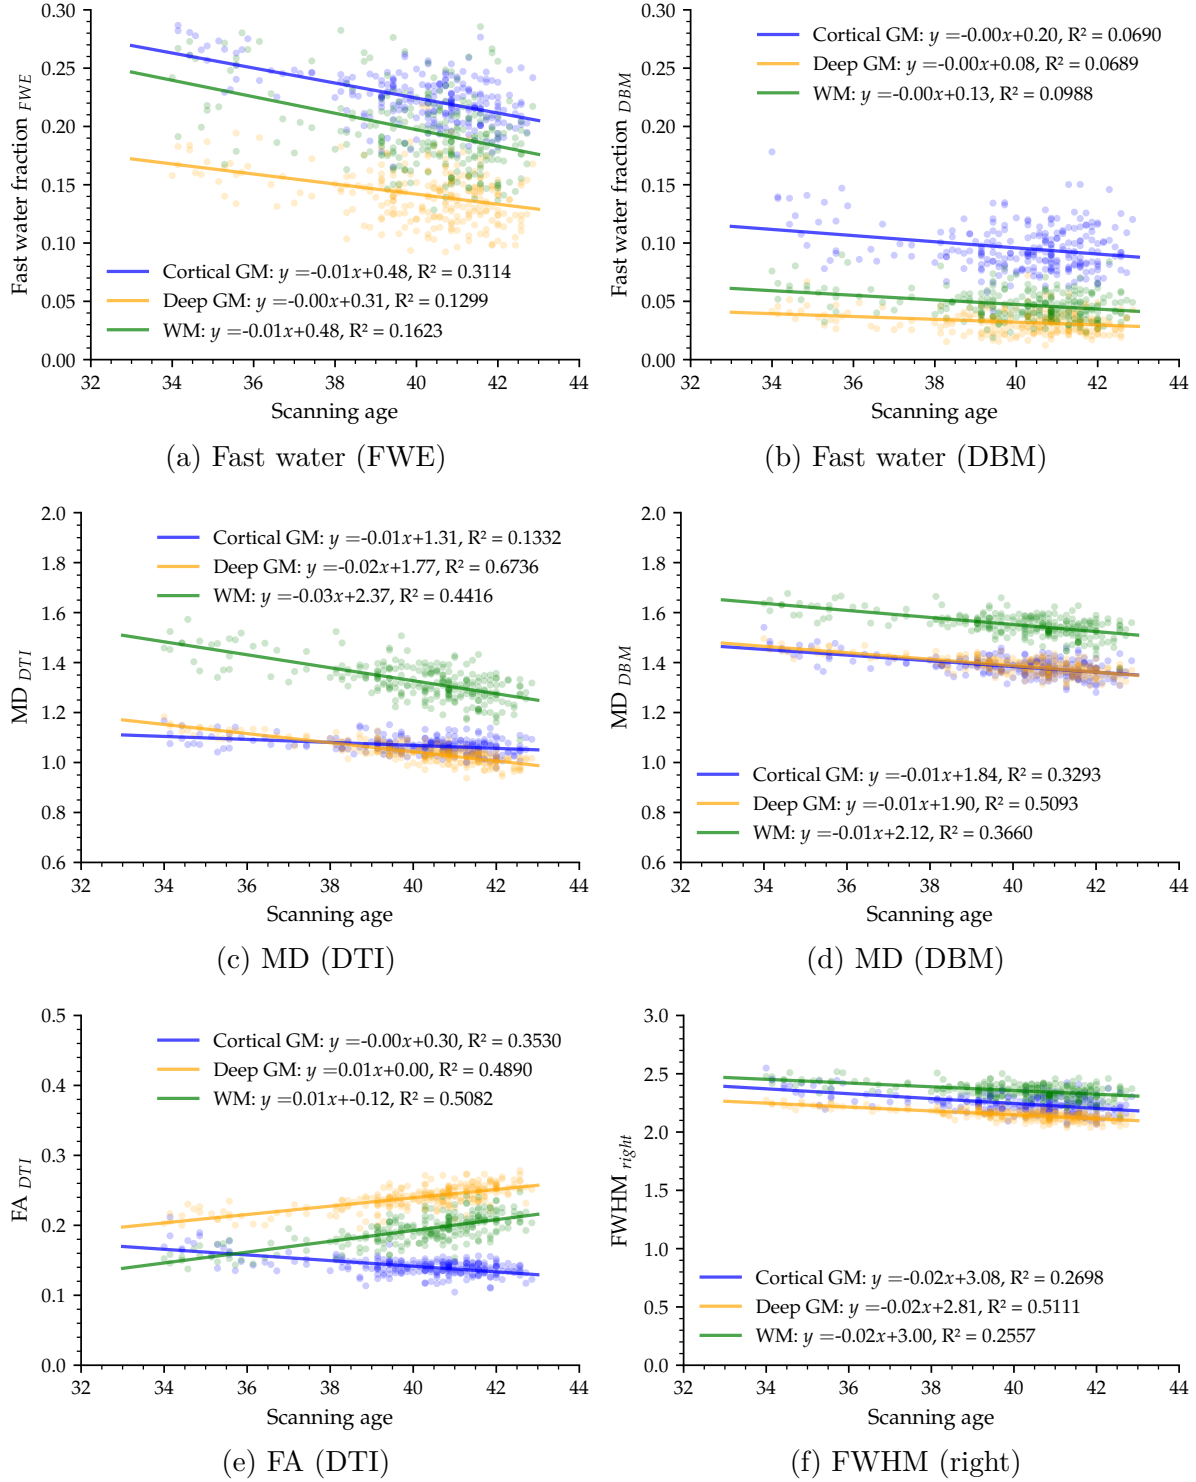 0.30
0.25
0.20
0.15
0.10
0.05
0.00
Fast water fraction FWE
Cortical GM: y =-0.01x+0.48, R² = 0.3114
Deep GM: y =-0.00x+0.31, R² = 0.1299
WM: y =-0.01x+0.48, R² = 0.1623
32 34 36 38 40 42 44
Scanning age
(a) Fast water (FWE)
0.30
0.25
0.20
0.15
0.10
0.05
0.00
Fast water fraction DBM
Cortical GM: y =-0.00x+0.20, R² = 0.0690
Deep GM: y =-0.00x+0.08, R² = 0.0689
WM: y =-0.00x+0.13, R² = 0.0988
32 34 36 38 40 42 44
Scanning age
(b) Fast water (DBM)
2.0
1.8
1.6
1.4
1.2
1.0
0.8
0.6
MD DTI
Cortical GM: y =-0.01x+1.31, R² = 0.1332
Deep GM: y =-0.02x+1.77, R² = 0.6736
WM: y =-0.03x+2.37, R² = 0.4416
32 34 36 38 40 42 44
Scanning age
(c) MD (DTI)
2.0
1.8
1.6
1.4
1.2
1.0
0.8
0.6
MD DBM
Cortical GM: y =-0.01x+1.84, R² = 0.3293
Deep GM: y =-0.01x+1.90, R² = 0.5093
WM: y =-0.01x+2.12, R² = 0.3660
32 34 36 38 40 42 44
Scanning age
(d) MD (DBM)
0.5
0.4
0.3
0.2
0.1
0.0
FA DTI
Cortical GM: y =-0.00x+0.30, R² = 0.3530
Deep GM: y =0.01x+0.00, R² = 0.4890
WM: y =0.01x+-0.12, R² = 0.5082
32 34 36 38 40 42 44
Scanning age
(e) FA (DTI)
3.0
2.5
2.0
1.5
1.0
0.5
0.0
FWHM right
Cortical GM: y =-0.02x+3.08, R² = 0.2698
Deep GM: y =-0.02x+2.81, R² = 0.5111
WM: y =-0.02x+3.00, R² = 0.2557
32 34 36 38 40 42 44
Scanning age
(f) FWHM (right)